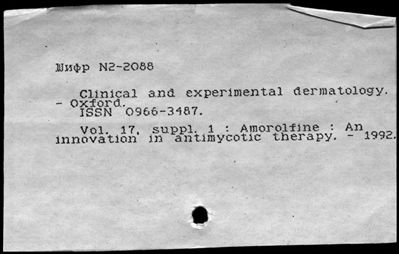 Шифр N2-2088
Clinical and experimental dermatology.
- Oxford.
ISSN 0966-3487.
Vol. 17, suppl. 1 : Amorolfine : An
innovation in antimycotic therapy. - 1992.